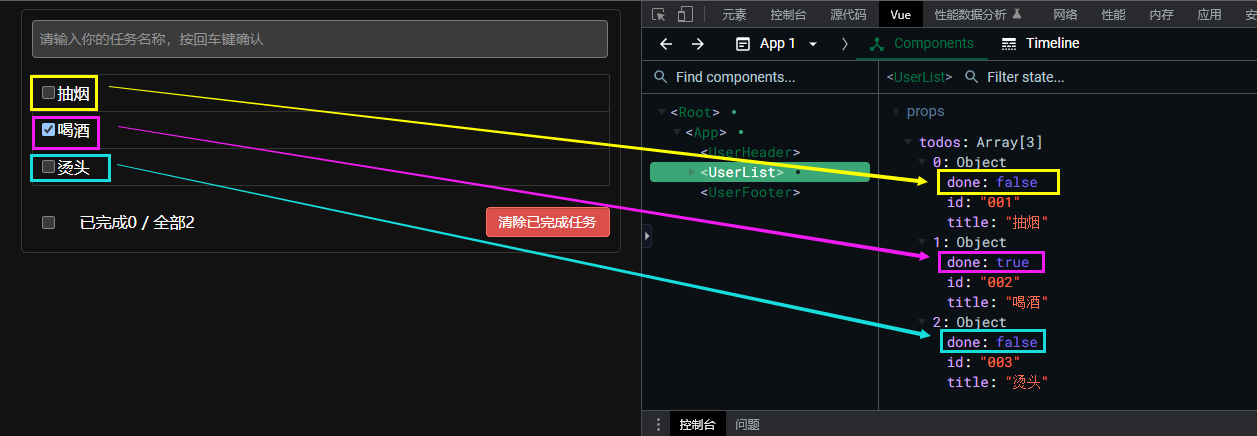 请输入你的任务名称，按回车键确认
抽烟
喝酒
烫头
已完成0 / 全部2
清除已完成任务
元素 控制台 源代码 Vue 性能数据分析 网络 性能 内存 应用 安
App 1 Components Timeline
Find components...
<UserList> Filter state...
<Root>
<App>
<UserHeader>
<UserList>
<UserFooter>
props
todos: Array[3]
0: Object
done: false
id: "001"
title: "抽烟"
1: Object
done: true
id: "002"
title: "喝酒"
2: Object
done: false
id: "003"
title: "烫头"
控制台 问题